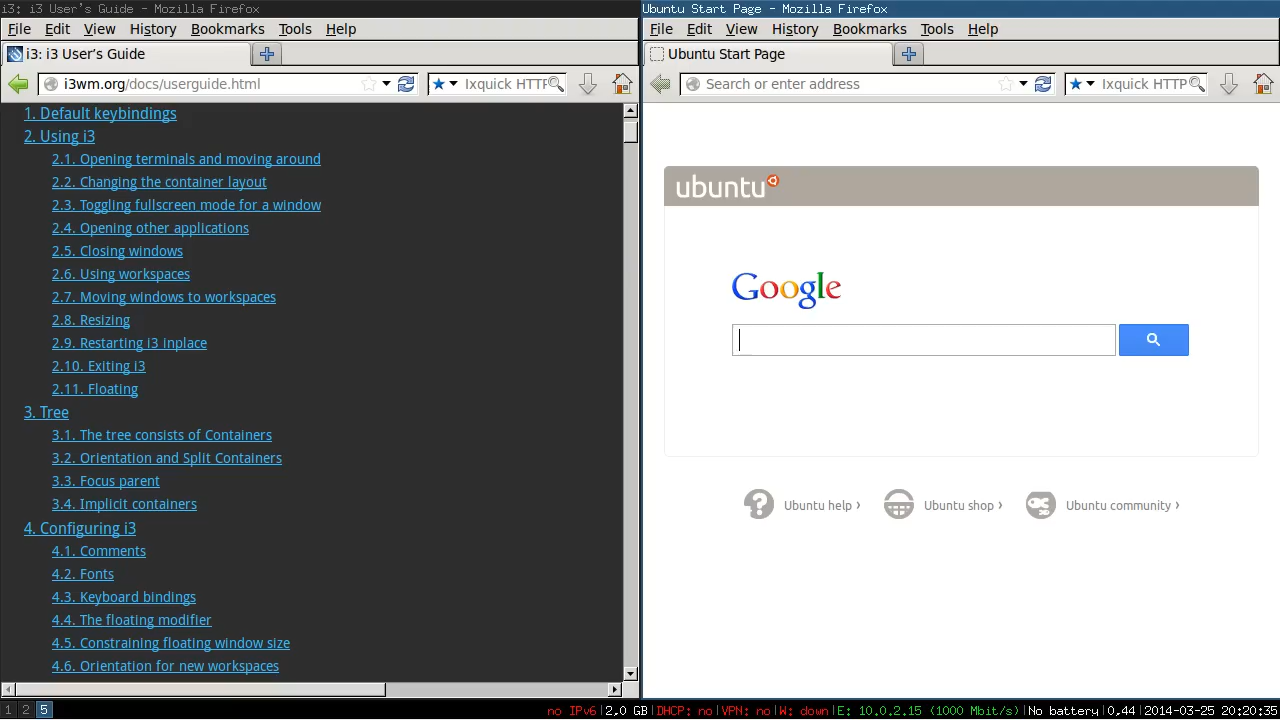 i3: i3 User’s Guide - Mozilla Firefox
File Edit View History Bookmarks Tools Help
i3: i3 User’s Guide
i3wm.org/docs/userguide.html
Ixquick HTTP
1. Default keybindings
2. Using i3
2.1. Opening terminals and moving around
2.2. Changing the container layout
2.3. Toggling fullscreen mode for a window
2.4. Opening other applications
2.5. Closing windows
2.6. Using workspaces
2.7. Moving windows to workspaces
2.8. Resizing
2.9. Restarting i3 inplace
2.10. Exiting i3
2.11. Floating
3. Tree
3.1. The tree consists of Containers
3.2. Orientation and Split Containers
3.3. Focus parent
3.4. Implicit containers
4. Configuring i3
4.1. Comments
4.2. Fonts
4.3. Keyboard bindings
4.4. The floating modifier
4.5. Constraining floating window size
4.6. Orientation for new workspaces
Ubuntu Start Page - Mozilla Firefox
File Edit View History Bookmarks Tools Help
Ubuntu Start Page
Search or enter address
Ixquick HTTP
ubuntu
Google
Ubuntu help ›
Ubuntu shop ›
Ubuntu community ›
1 2 5
no IPv6|2,0 GB|DHCP: no|VPN: no|W: down|E: 10.0.2.15 (1000 Mbit/s)|No battery|0,44|2014-03-25 20:20:35